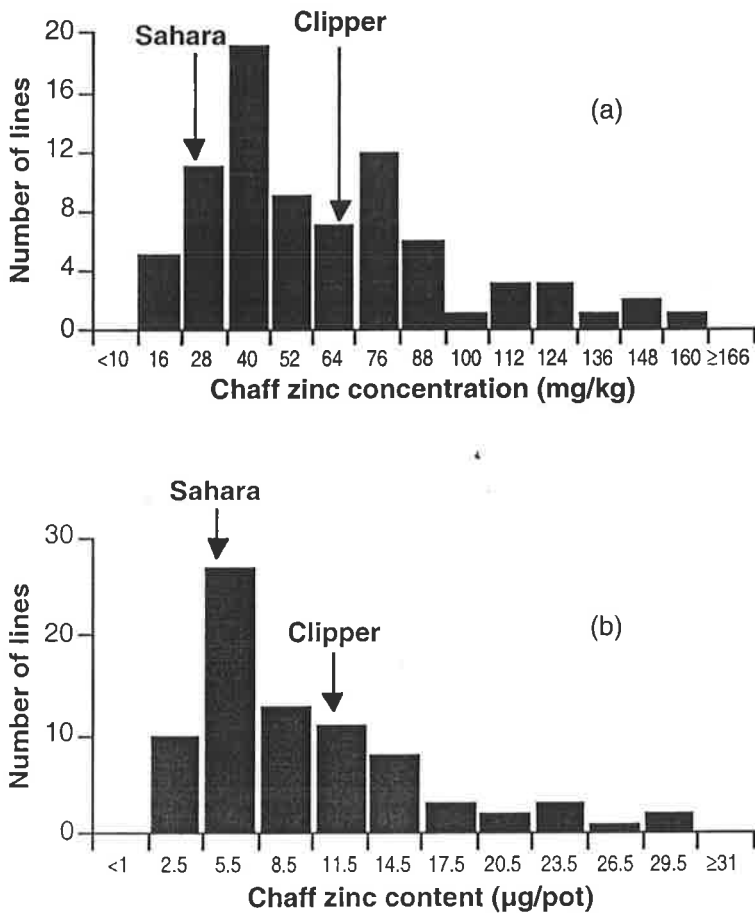 Sahara
Clipper
(a)
Number of lines
20
16
12
8
4
0
<10 16 28 40 52 64 76 88 100 112 124 136 148 160 ≥166
Chaff zinc concentration (mg/kg)
Sahara
Clipper
(b)
Number of lines
30
20
10
0
<1 2.5 5.5 8.5 11.5 14.5 17.5 20.5 23.5 26.5 29.5 ≥31
Chaff zinc content (µg/pot)